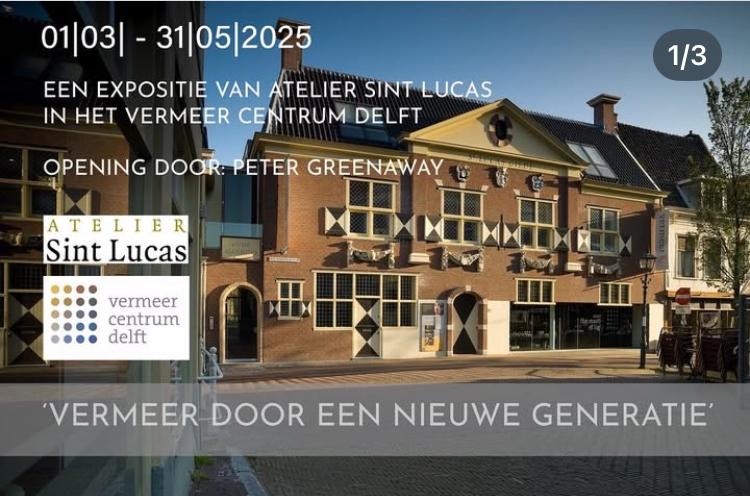 01|03| - 31|05|2025
1/3
EEN EXPOSITIE VAN ATELIER SINT LUCAS
IN HET VERMEER CENTRUM DELFT
OPENING DOOR: PETER GREENAWAY
ATELIER
Sint Lucas
vermeer
centrum
delft
'VERMEER DOOR EEN NIEUWE GENERATIE'